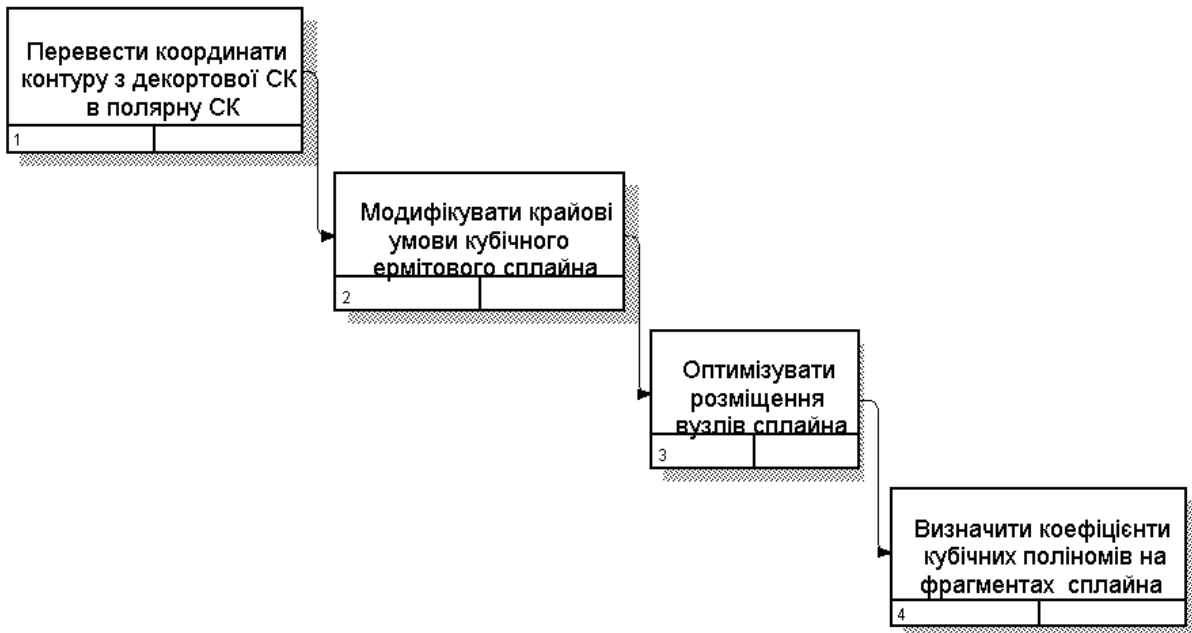 Перевести координати
контуру з декортової СК
в полярну СК
1
Модифікувати крайові
умови кубічного
ермітового сплайна
2
Оптимізувати
розміщення
вузлів сплайна
3
Визначити коефіцієнти
кубічних поліномів на
фрагментах сплайна
4